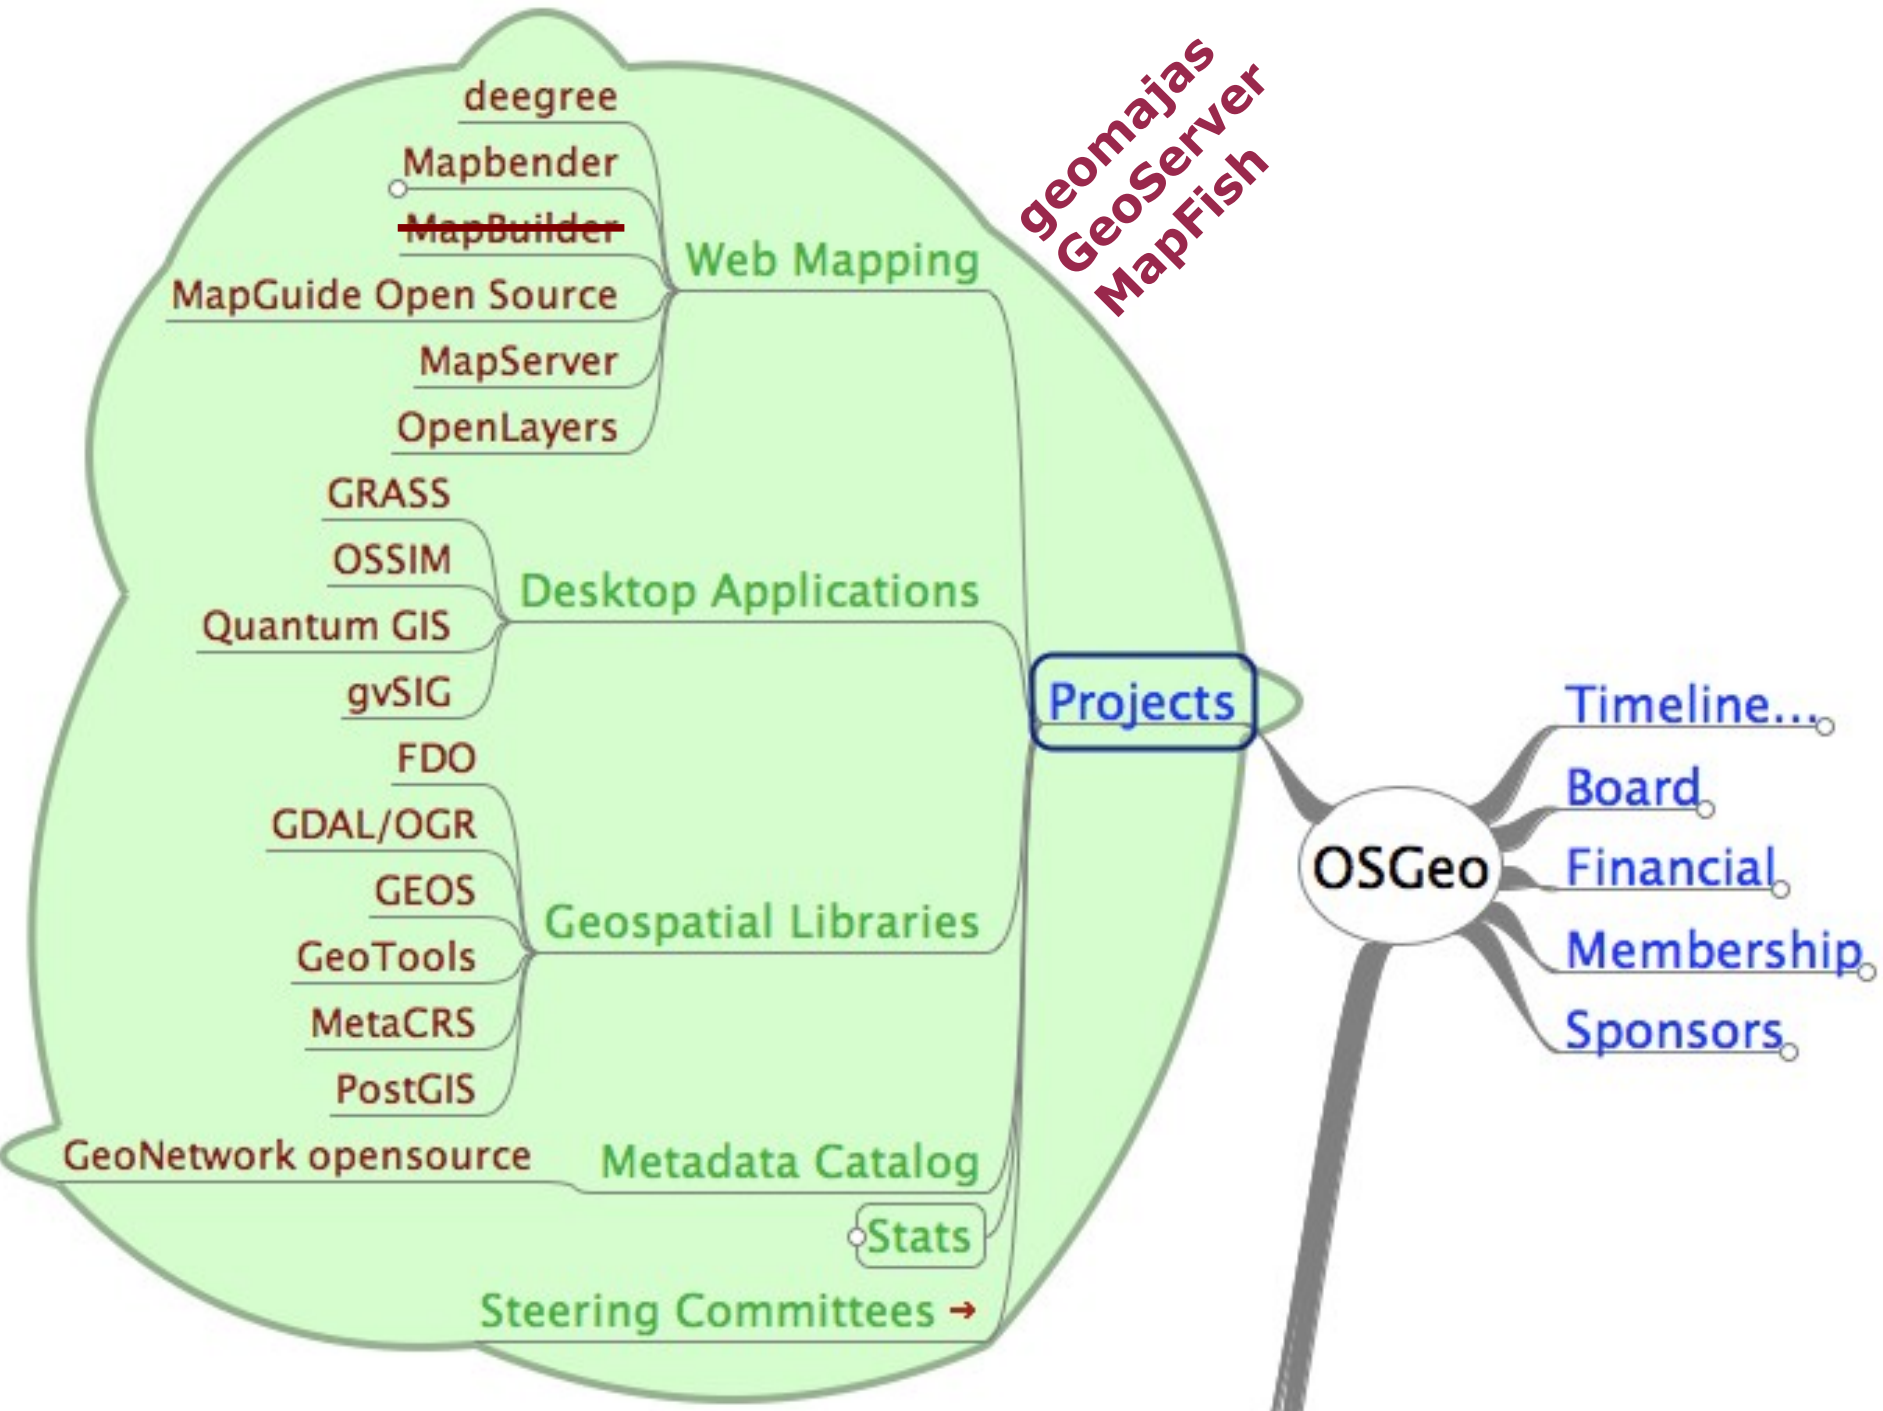 deegree
Mapbender
MapBuilder
MapGuide Open Source
MapServer
OpenLayers
Web Mapping
geomajas
GeoServer
MapFish
GRASS
OSSIM
Quantum GIS
gvSIG
Desktop Applications
FDO
GDAL/OGR
GEOS
GeoTools
MetaCRS
PostGIS
Geospatial Libraries
GeoNetwork opensource
Metadata Catalog
Stats
Steering Committees →
Projects
OSGeo
Timeline...
Board
Financial
Membership
Sponsors